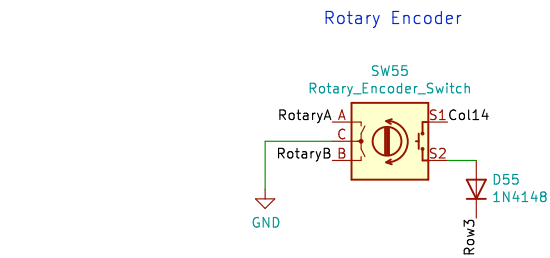 Rotary Encoder
SW55
Rotary_Encoder_Switch
RotaryA A S1 Col14
C
RotaryB B S2
D55
1N4148
GND
Row3